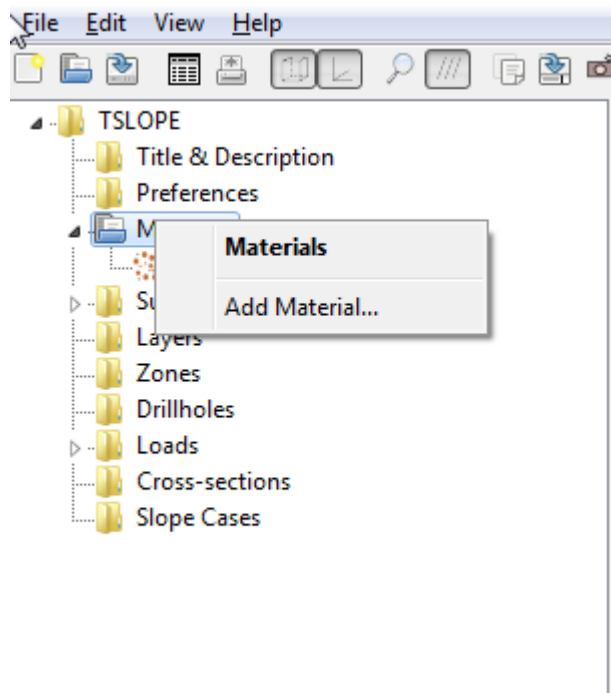 File Edit View Help
TSLOPE
Title & Description
Preferences
M
Materials
Su
Add Material...
Layers
Zones
Drillholes
Loads
Cross-sections
Slope Cases